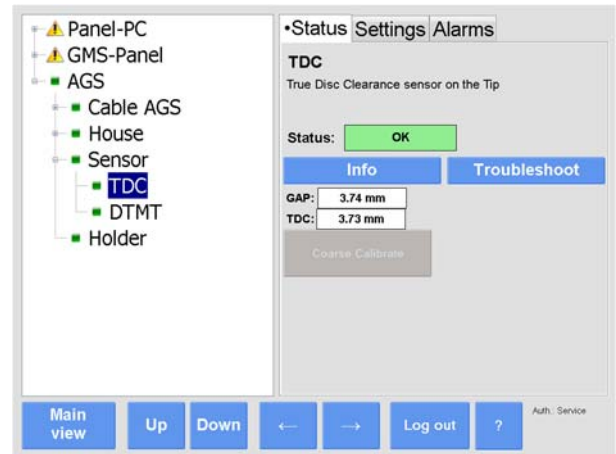 Panel-PC
GMS-Panel
AGS
Cable AGS
House
Sensor
TDC
DTMT
Holder
•Status Settings Alarms
TDC
True Disc Clearance sensor on the Tip
Status: OK
Info Troubleshoot
GAP: 3.74 mm
TDC: 3.73 mm
Coarse Calibrate
Main view Up Down ← → Log out ? Auth.: Service